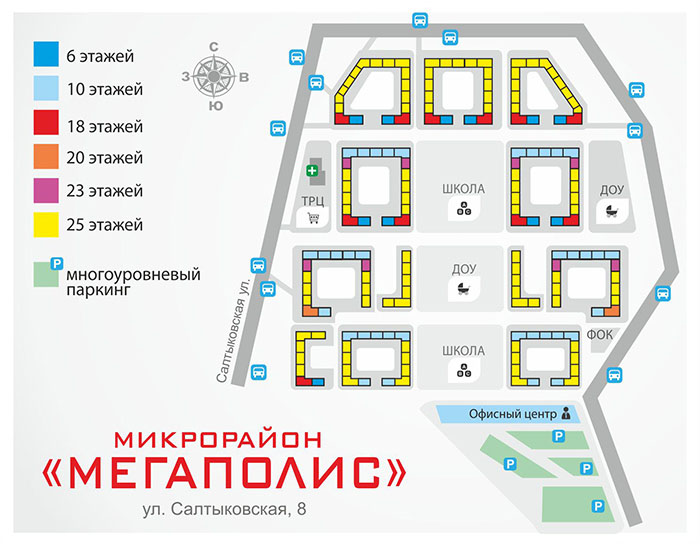 6 этажей
10 этажей
18 этажей
20 этажей
23 этажей
25 этажей
P
многоуровневый
паркинг
С
З
В
Ю
ШКОЛА
А
Б С
ТРЦ
ДОУ
ДОУ
Салтыковская ул.
ШКОЛА
А
Б С
ФОК
Офисный центр
P
P
P
P
МИКРОРАЙОН
«МЕГАПОЛИС»
ул. Салтыковская, 8